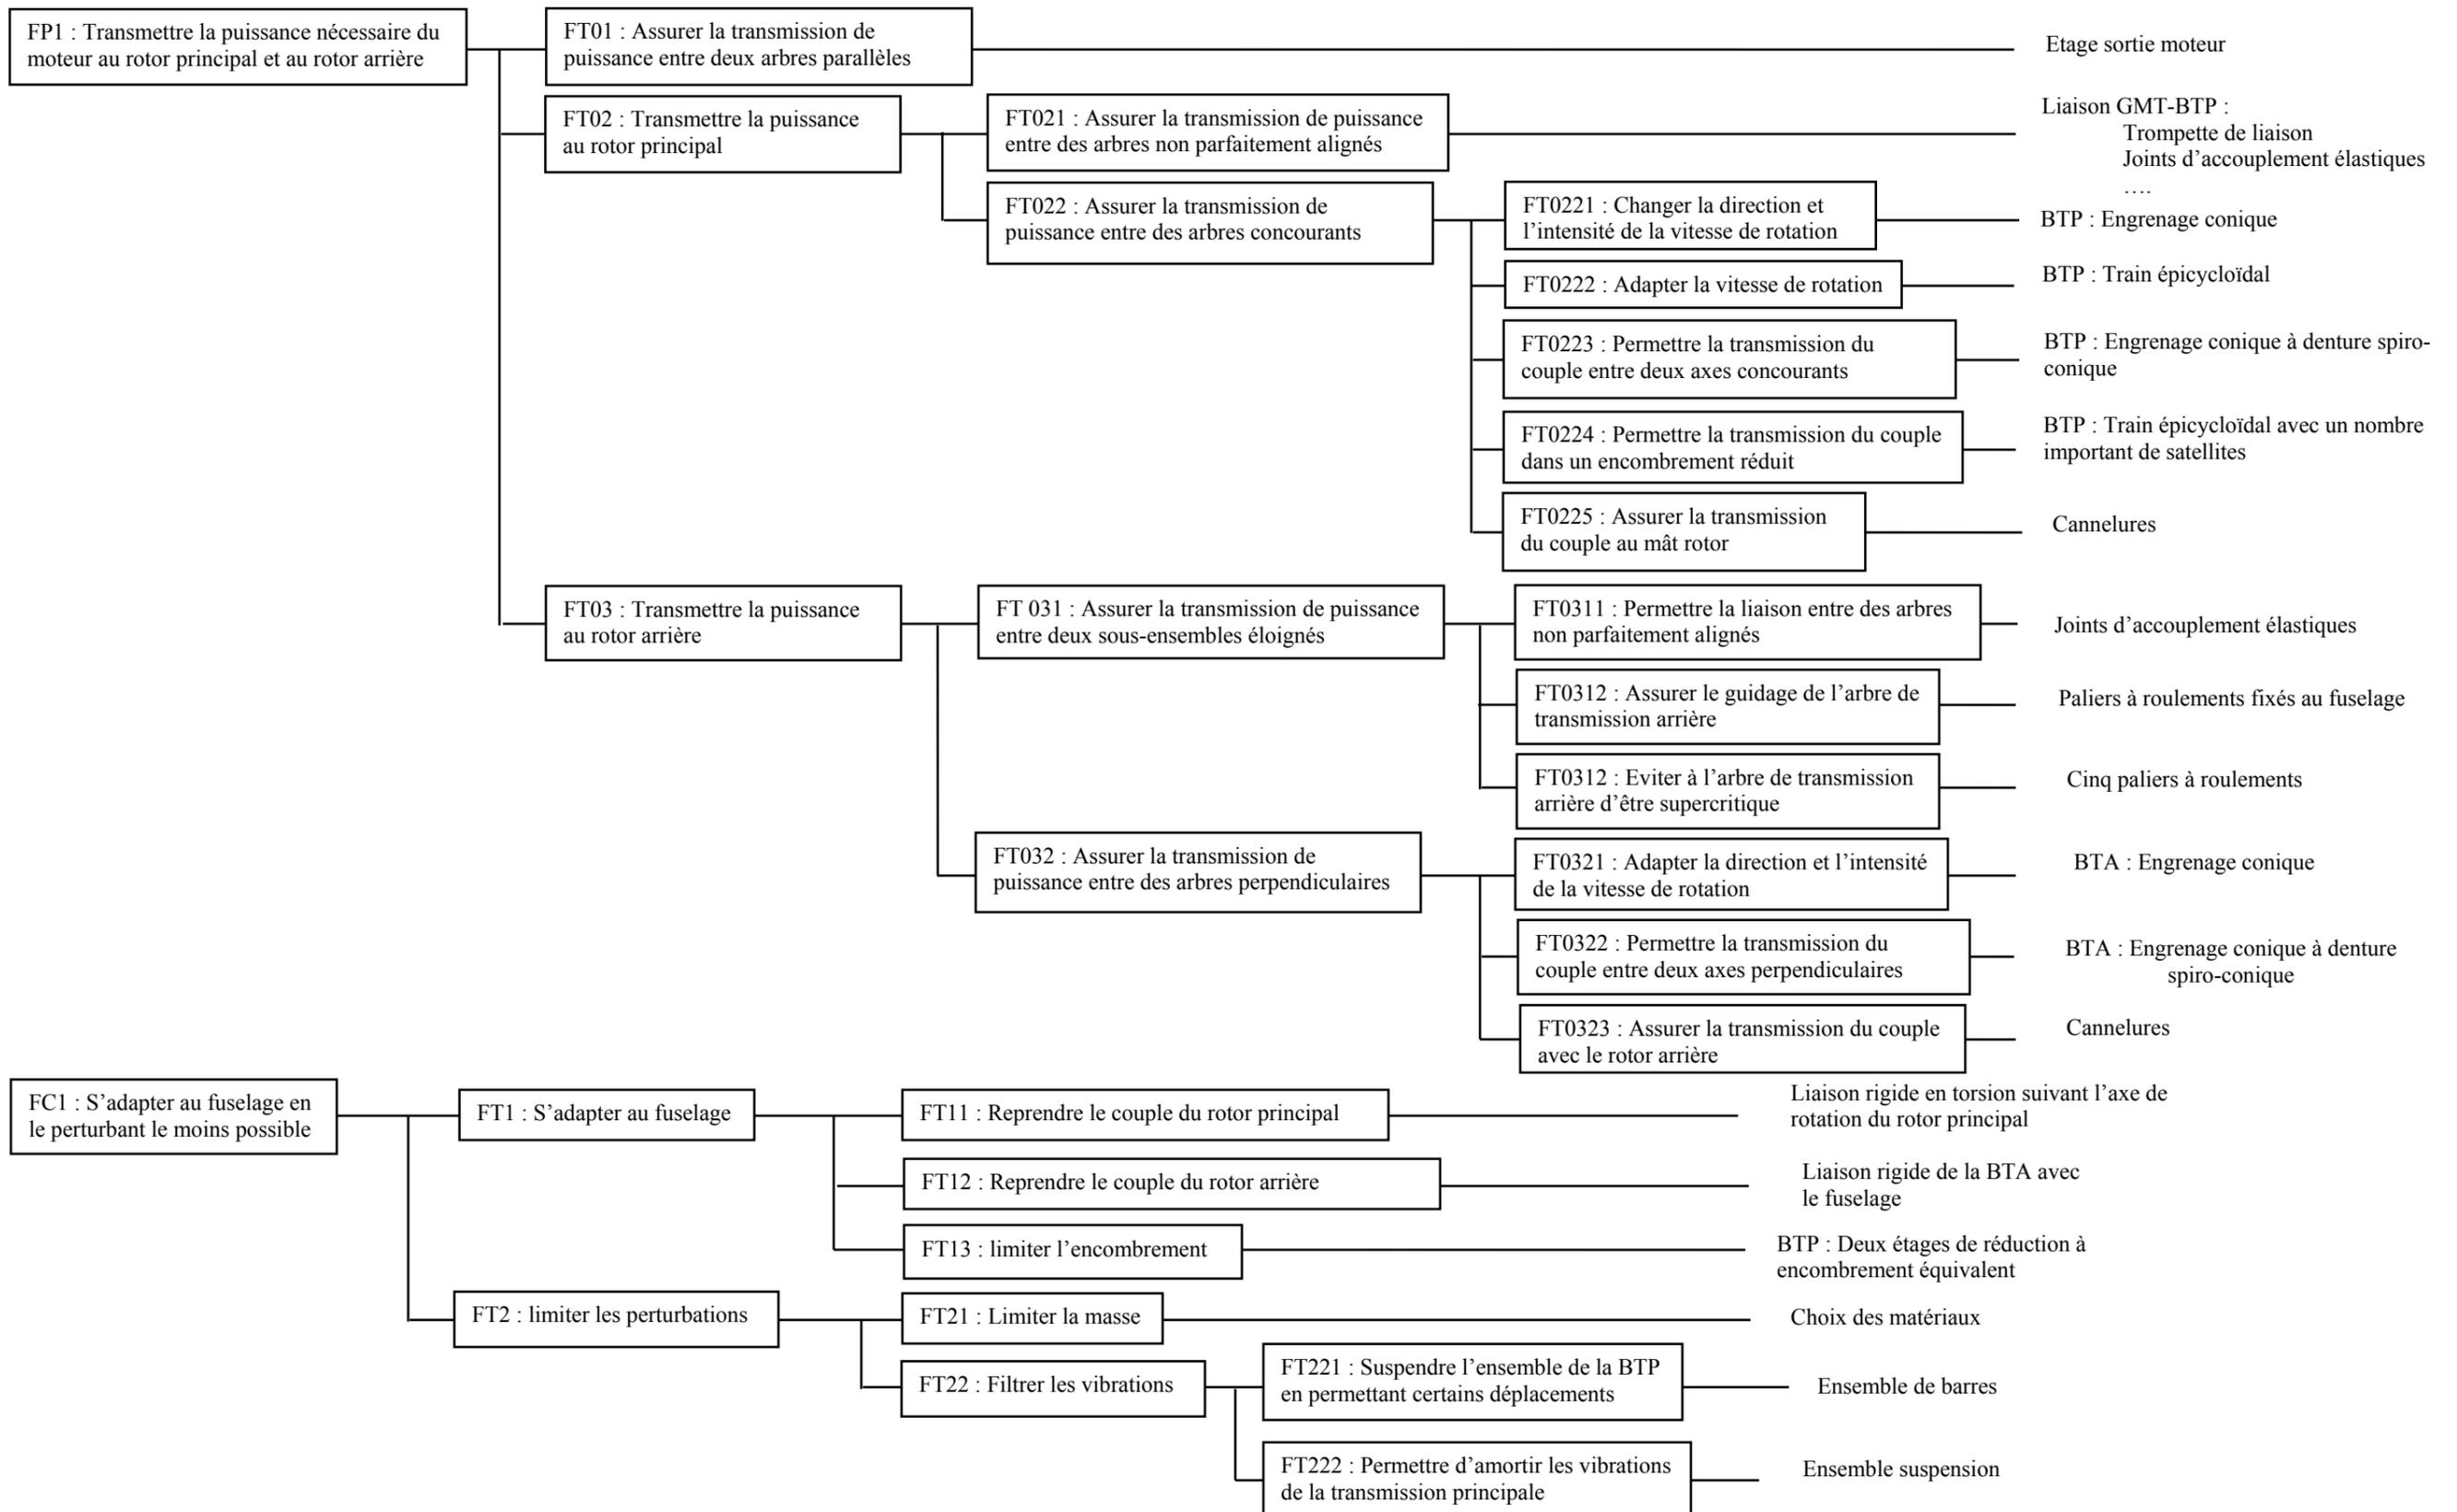 FP1 : Transmettre la puissance nécessaire du
moteur au rotor principal et au rotor arrière
FT01 : Assurer la transmission de
puissance entre deux arbres parallèles
Etage sortie moteur
FT02 : Transmettre la puissance
au rotor principal
FT021 : Assurer la transmission de puissance
entre des arbres non parfaitement alignés
Liaison GMT-BTP :
Trompette de liaison
Joints d’accouplement élastiques
….
FT022 : Assurer la transmission de
puissance entre des arbres concourants
FT0221 : Changer la direction et
l’intensité de la vitesse de rotation
BTP : Engrenage conique
FT0222 : Adapter la vitesse de rotation
BTP : Train épicycloïdal
FT0223 : Permettre la transmission du
couple entre deux axes concourants
BTP : Engrenage conique à denture spiro-
conique
FT0224 : Permettre la transmission du couple
dans un encombrement réduit
BTP : Train épicycloïdal avec un nombre
important de satellites
FT0225 : Assurer la transmission
du couple au mât rotor
Cannelures
FT03 : Transmettre la puissance
au rotor arrière
FT 031 : Assurer la transmission de puissance
entre deux sous-ensembles éloignés
FT0311 : Permettre la liaison entre des arbres
non parfaitement alignés
Joints d’accouplement élastiques
FT0312 : Assurer le guidage de l’arbre de
transmission arrière
Paliers à roulements fixés au fuselage
FT0312 : Eviter à l’arbre de transmission
arrière d’être supercritique
Cinq paliers à roulements
FT032 : Assurer la transmission de
puissance entre des arbres perpendiculaires
FT0321 : Adapter la direction et l’intensité
de la vitesse de rotation
BTA : Engrenage conique
FT0322 : Permettre la transmission du
couple entre deux axes perpendiculaires
BTA : Engrenage conique à denture
spiro-conique
FT0323 : Assurer la transmission du couple
avec le rotor arrière
Cannelures
FC1 : S’adapter au fuselage en
le perturbant le moins possible
FT1 : S’adapter au fuselage
FT11 : Reprendre le couple du rotor principal
Liaison rigide en torsion suivant l’axe de
rotation du rotor principal
FT12 : Reprendre le couple du rotor arrière
Liaison rigide de la BTA avec
le fuselage
FT13 : limiter l’encombrement
BTP : Deux étages de réduction à
encombrement équivalent
FT2 : limiter les perturbations
FT21 : Limiter la masse
Choix des matériaux
FT22 : Filtrer les vibrations
FT221 : Suspendre l’ensemble de la BTP
en permettant certains déplacements
Ensemble de barres
FT222 : Permettre d’amortir les vibrations
de la transmission principale
Ensemble suspension